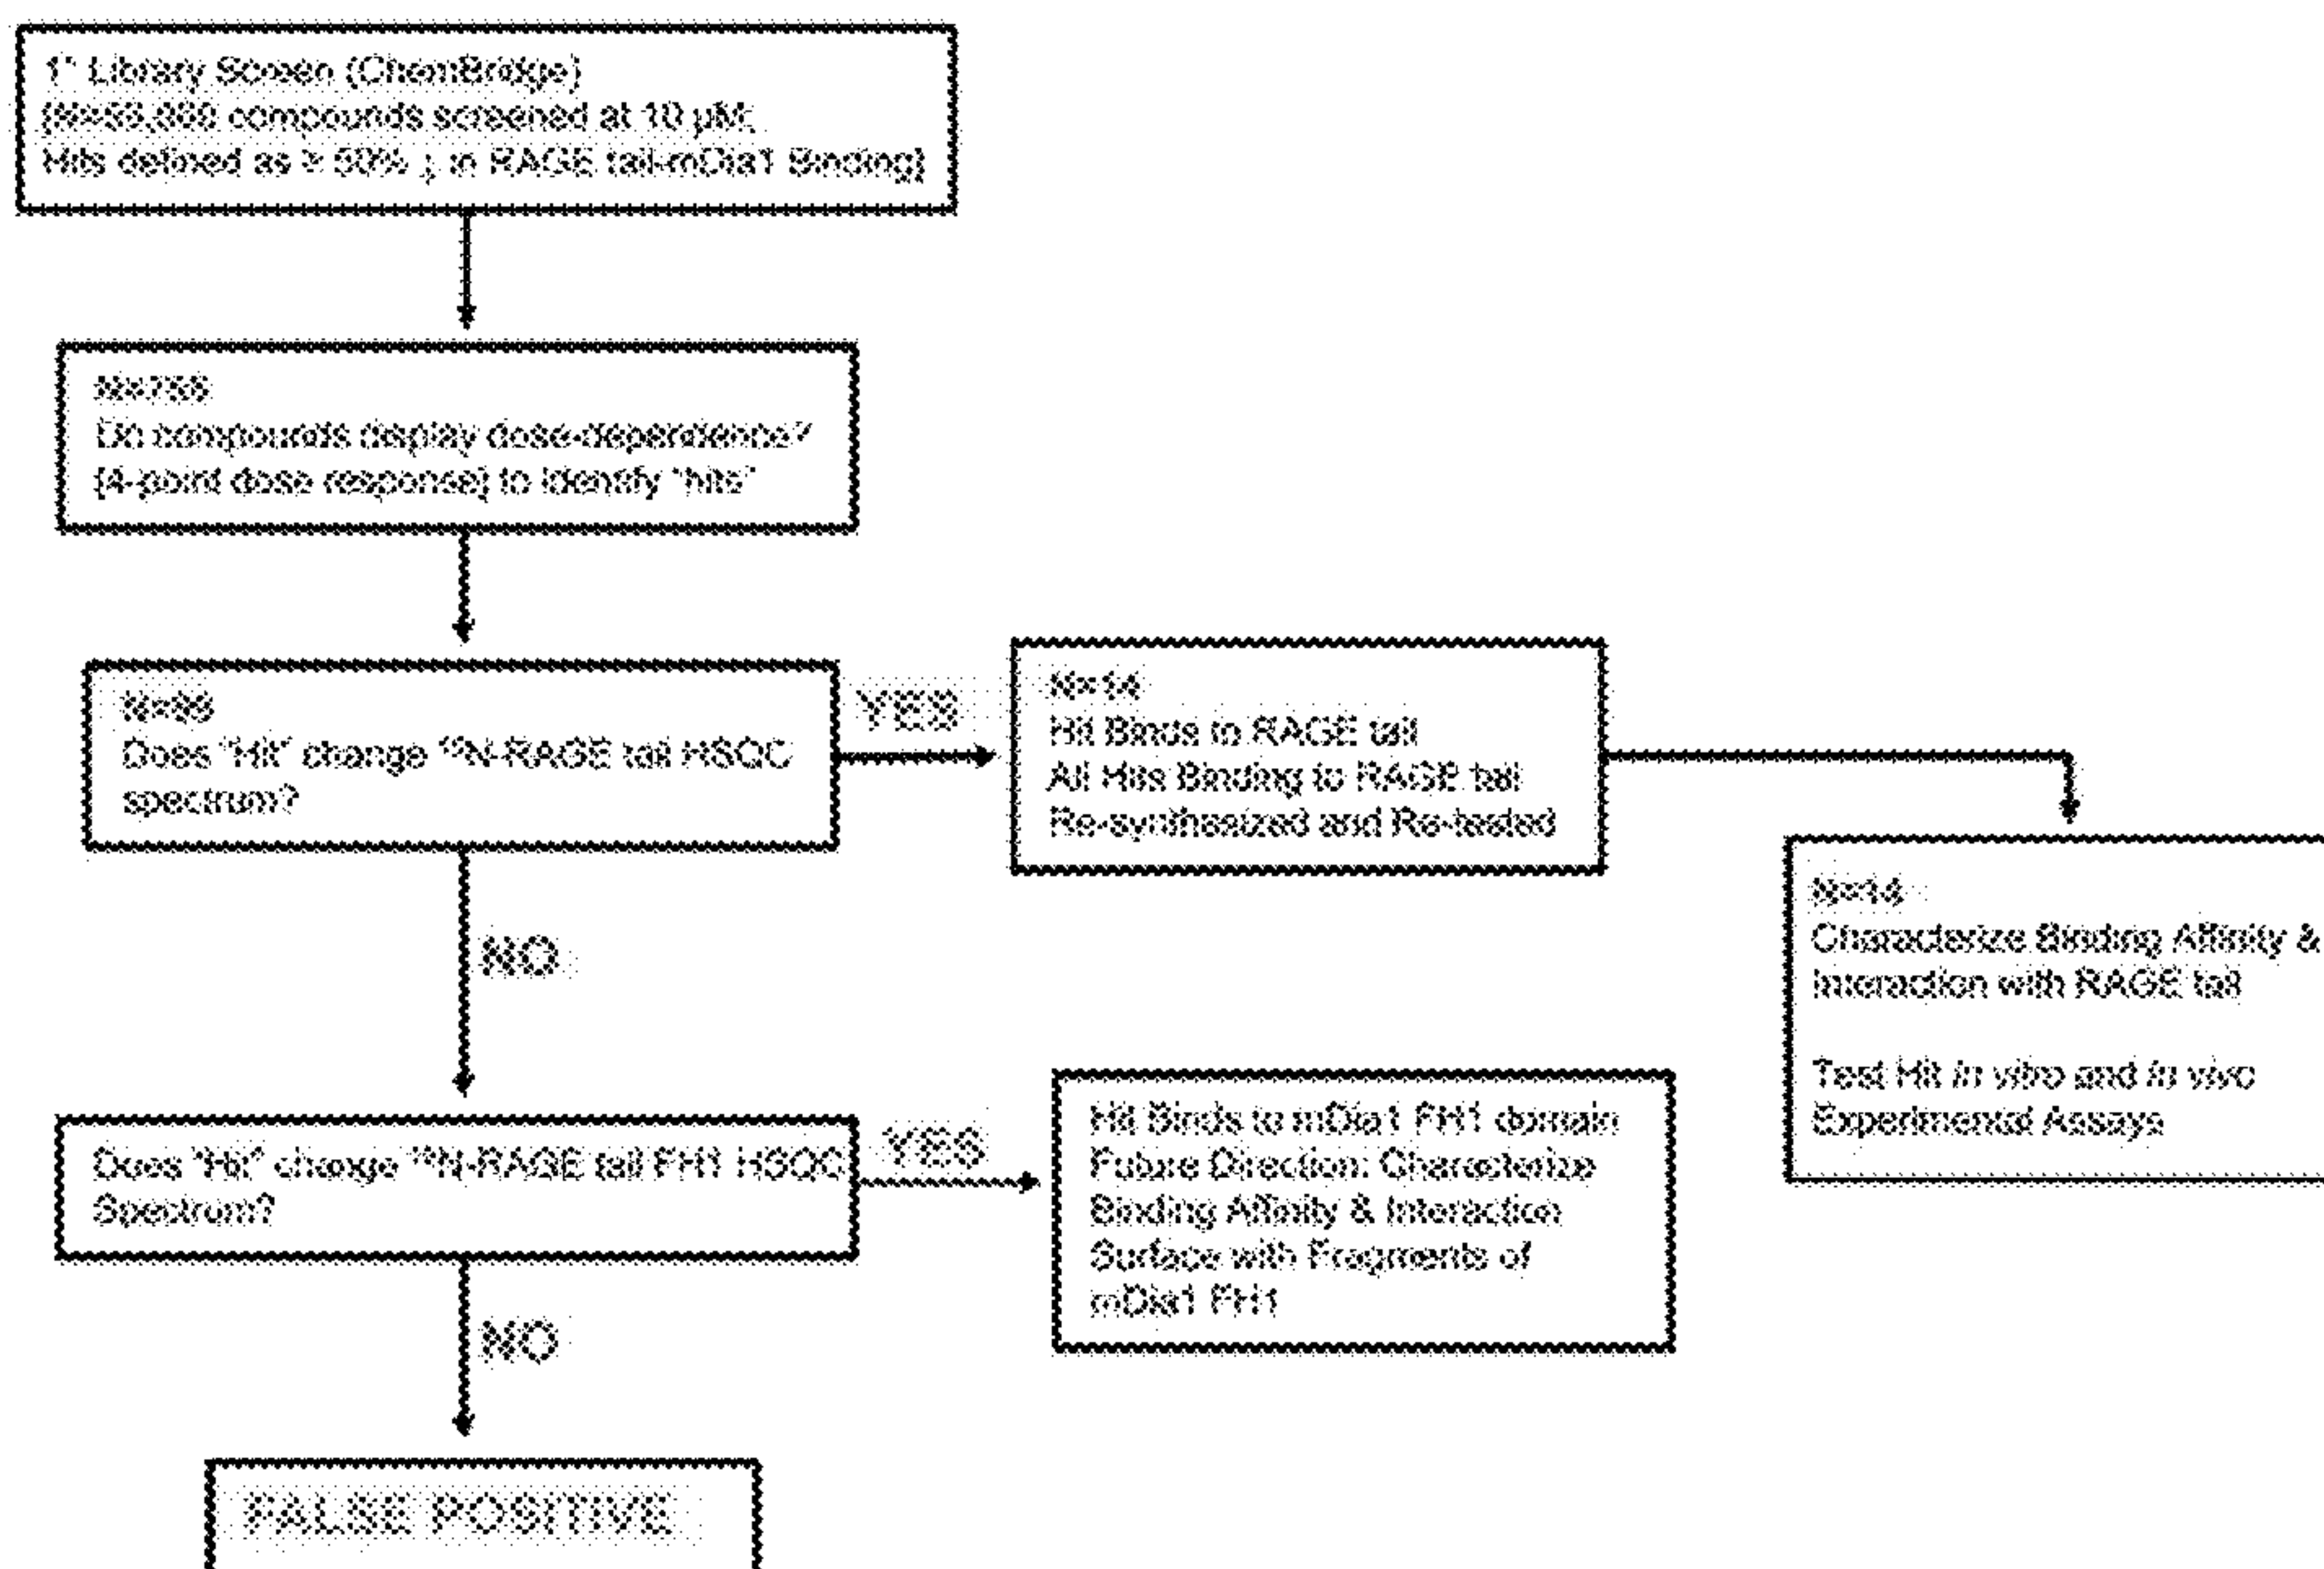 1° Library Screen (ChemBridge)
compounds screened at 10 µM;
Hits defined as ≥ 50% ↓ in RAGE tail-mDia1 Binding)
Do compounds display dose-dependence?
(4-point dose response) to identify "hits"
Does "Hit" change ¹⁵N-RAGE tail HSQC
spectrum?
YES
N=14
Hit Binds to RAGE tail
All Hits Binding to RAGE tail
Re-synthesized and Re-tested
N=14
Characterize Binding Affinity &
Interaction with RAGE tail
Test Hit in vitro and in vivo
Experimental Assays
NO
Does "Hit" change ¹⁵N-RAGE tail FH1 HSQC
Spectrum?
YES
Hit Binds to mDia1 FH1 domain
Future Direction: Characterize
Binding Affinity & Interaction
Surface with Fragments of
mDia1 FH1
NO
FALSE POSITIVE